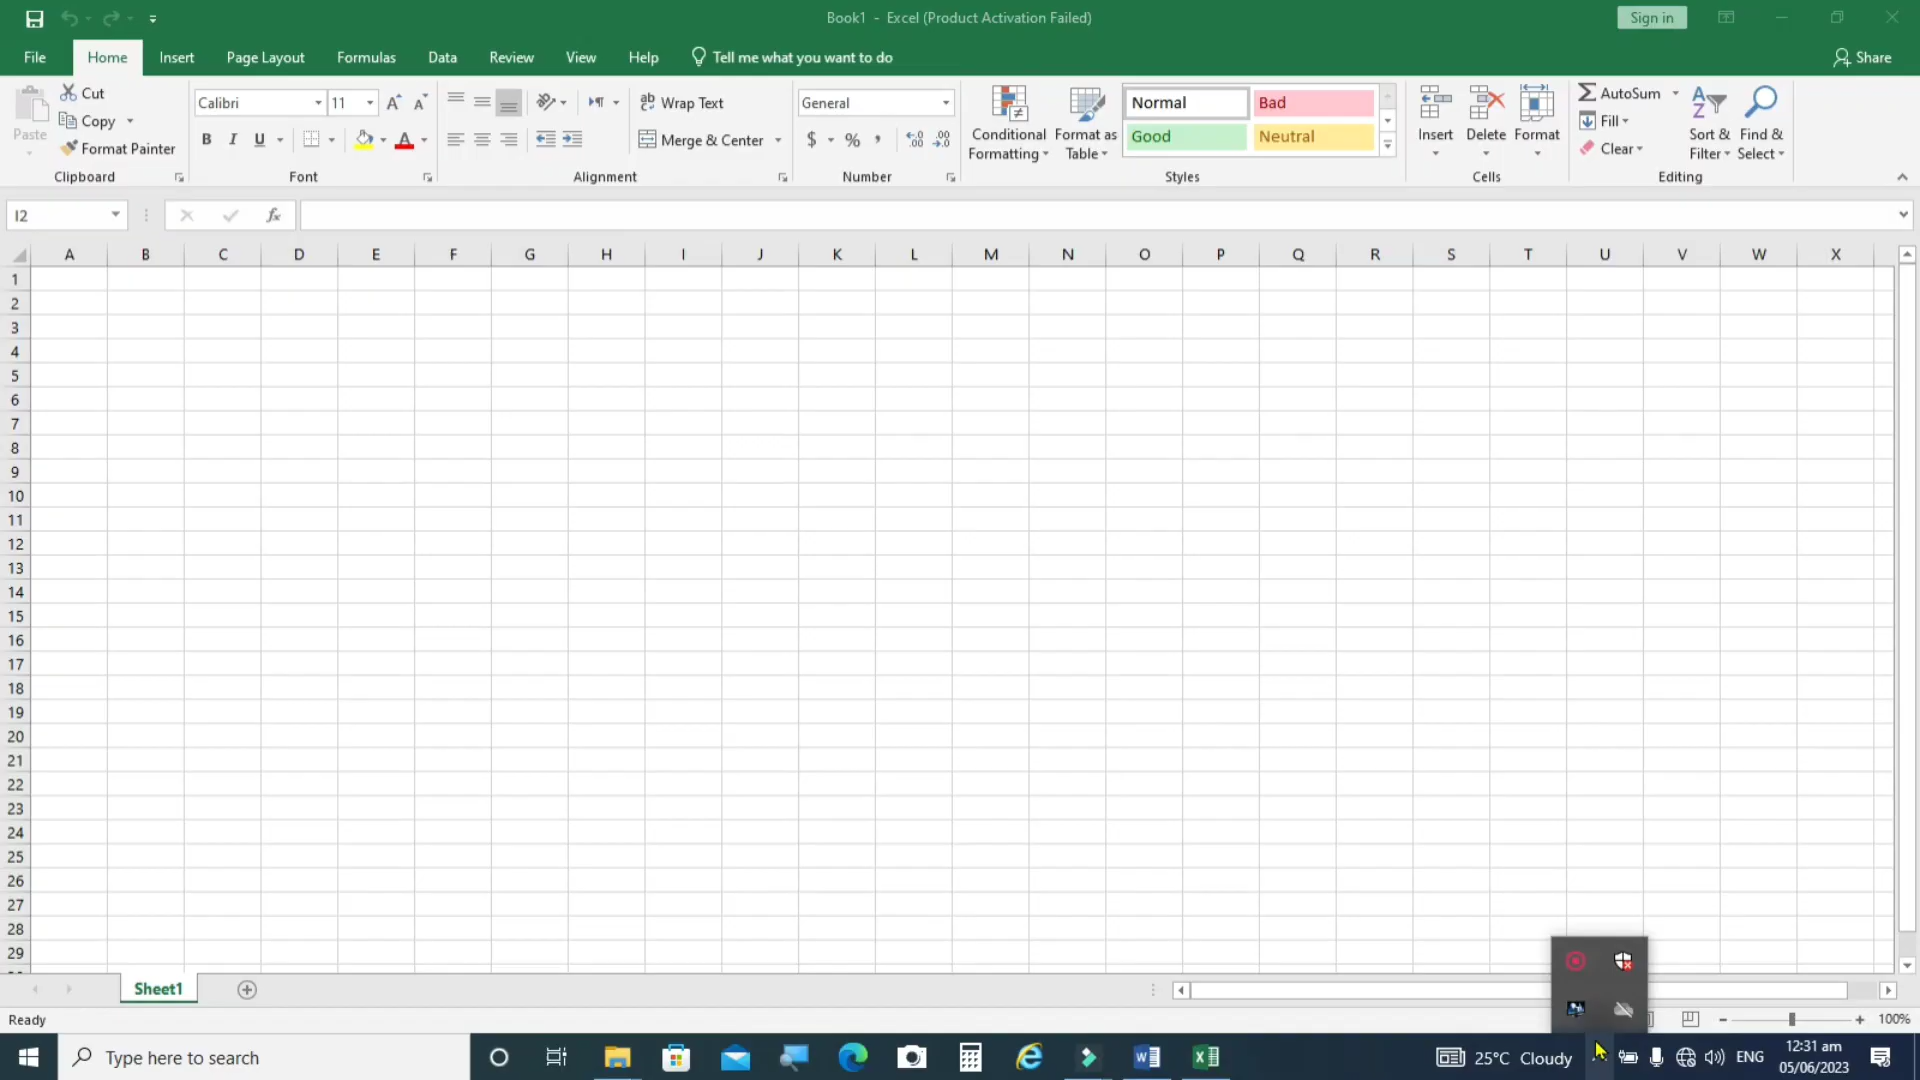 Book1 - Excel (Product Activation Failed)
Sign in
File Home Insert Page Layout Formulas Data Review View Help Tell me what you want to do Share
Paste
Cut
Copy
Format Painter
Clipboard
Calibri 11
B I U
Font
Wrap Text
Merge & Center
Alignment
General
$ % ,
Number
Conditional
Formatting
Format as
Table
Normal Bad
Good Neutral
Styles
Insert Delete Format
Cells
AutoSum
Fill
Clear
Sort &
Filter
Find &
Select
Editing
I2 fx
A B C D E F G H I J K L M N O P Q R S T U V W X
1
2
3
4
5
6
7
8
9
10
11
12
13
14
15
16
17
18
19
20
21
22
23
24
25
26
27
28
29
Sheet1
Ready 100%
Type here to search
25°C Cloudy
ENG
12:31 am
05/06/2023